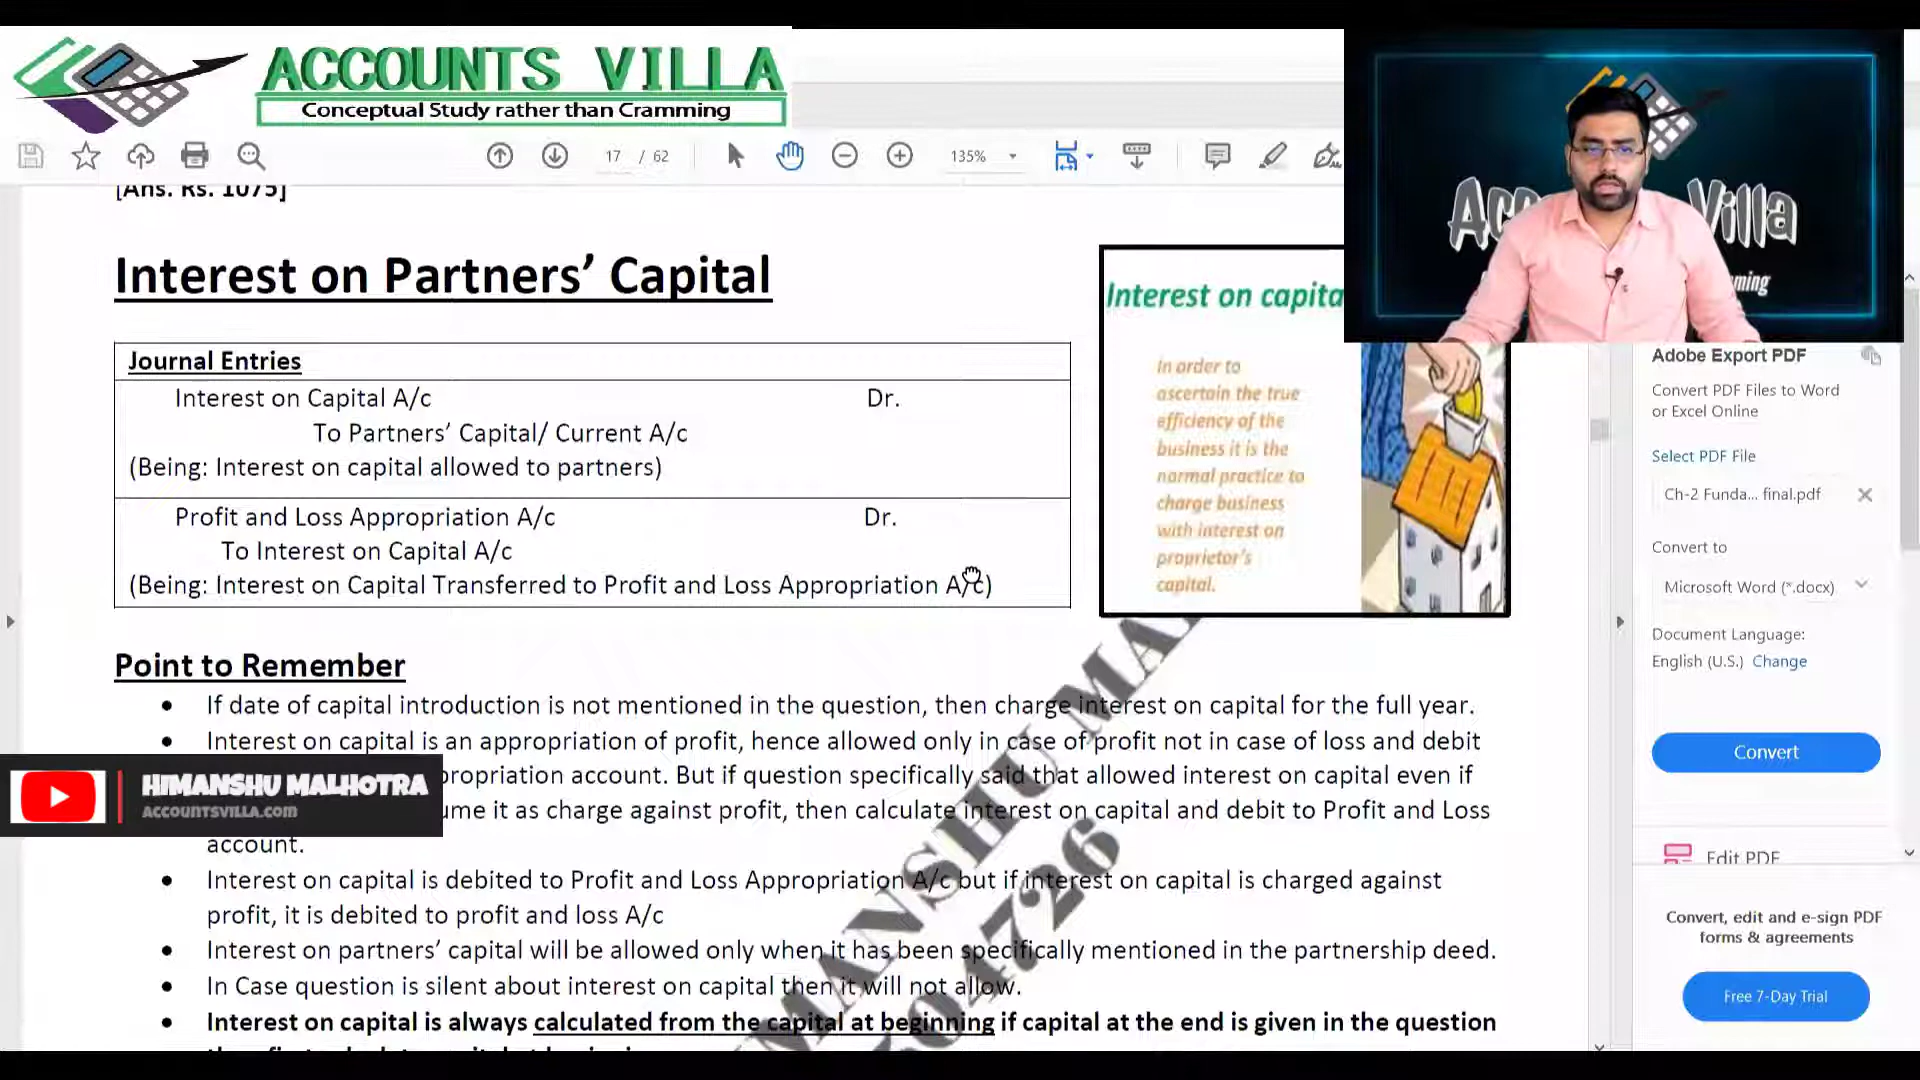 ACCOUNTS VILLA
Conceptual Study rather than Cramming
17 / 62
135%
[Ans. Rs. 1075]
Interest on Partners' Capital
Journal Entries
Interest on Capital A/c Dr.
To Partners' Capital/ Current A/c
(Being: Interest on capital allowed to partners)
Profit and Loss Appropriation A/c Dr.
To Interest on Capital A/c
(Being: Interest on Capital Transferred to Profit and Loss Appropriation A/c)
Interest on capita
In order to
ascertain the true
efficiency of the
business it is the
normal practice to
charge business
with interest on
proprietor's
capital.
Villa
Point to Remember
• If date of capital introduction is not mentioned in the question, then charge interest on capital for the full year.
• Interest on capital is an appropriation of profit, hence allowed only in case of profit not in case of loss and debit
propriation account. But if question specifically said that allowed interest on capital even if
ume it as charge against profit, then calculate interest on capital and debit to Profit and Loss
account.
• Interest on capital is debited to Profit and Loss Appropriation A/c but if interest on capital is charged against
profit, it is debited to profit and loss A/c
• Interest on partners' capital will be allowed only when it has been specifically mentioned in the partnership deed.
• In Case question is silent about interest on capital then it will not allow.
• Interest on capital is always calculated from the capital at beginning if capital at the end is given in the question
HIMANSHU MALHOTRA
ACCOUNTSVILLA.COM
Adobe Export PDF
Convert PDF Files to Word
or Excel Online
Select PDF File
Ch-2 Funda... final.pdf
Convert to
Microsoft Word (*.docx)
Document Language:
English (U.S.) Change
Convert
Edit PDF
Convert, edit and e-sign PDF
forms & agreements
Free 7-Day Trial